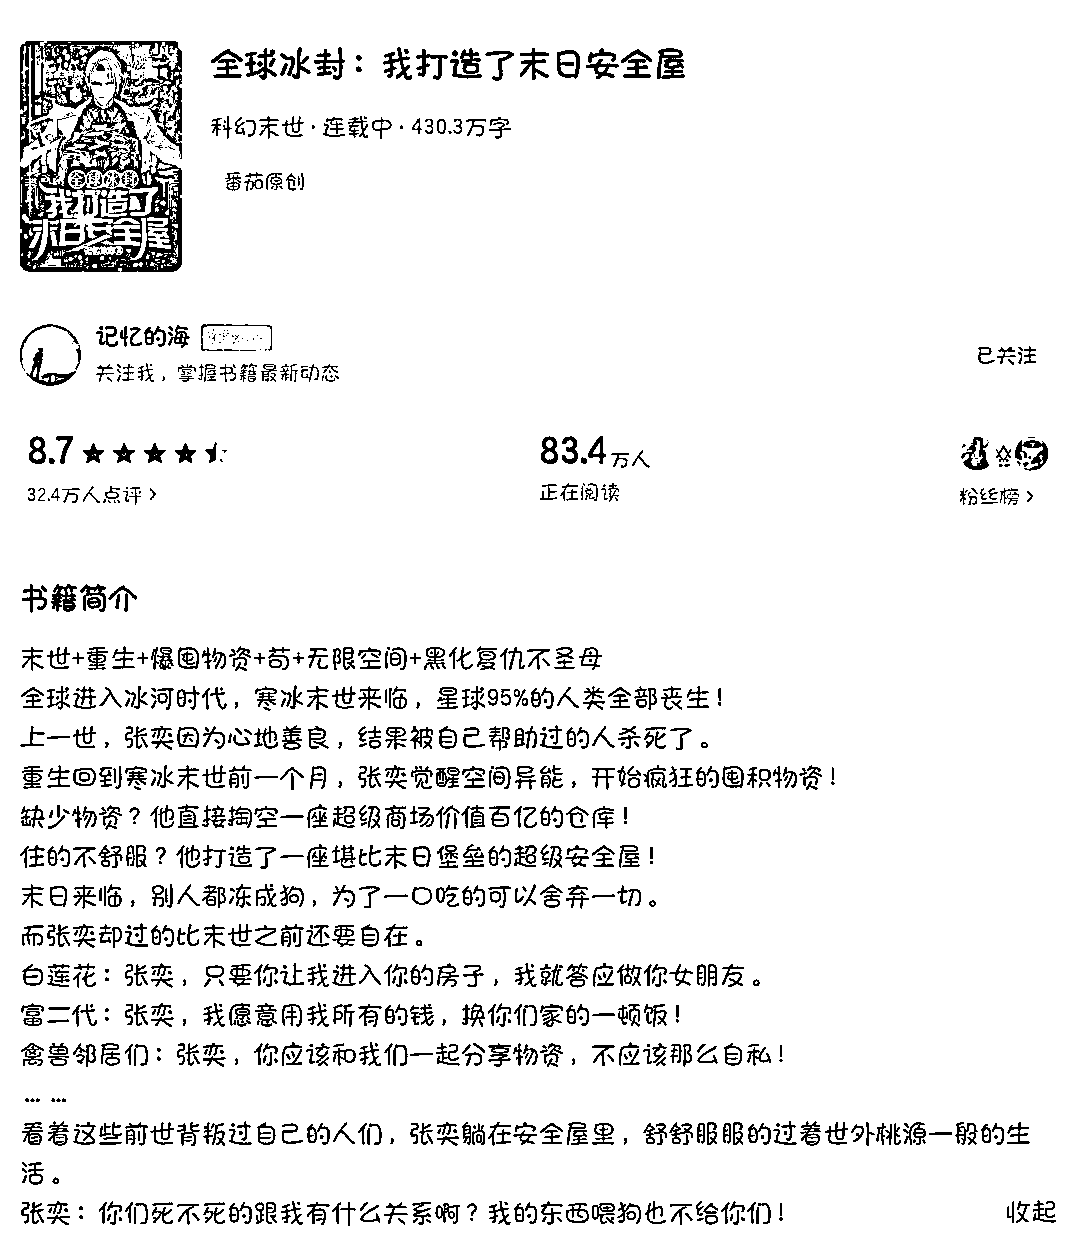 全球冰封：我打造了末日安全屋
科幻末世·连载中·430.3万字
番茄原创
全球冰封
我打造了
末日安全屋
记忆的海
关注我，掌握书籍最新动态
已关注
8.7
83.4万人
32.4万人点评 >
正在阅读
粉丝榜 >
书籍简介
末世+重生+爆囤物资+苟+无限空间+黑化复仇不圣母
全球进入冰河时代，寒冰末世来临，星球95%的人类全部丧生！
上一世，张奕因为心地善良，结果被自己帮助过的人杀死了。
重生回到寒冰末世前一个月，张奕觉醒空间异能，开始疯狂的囤积物资！
缺少物资？他直接掏空一座超级商场价值百亿的仓库！
住的不舒服？他打造了一座堪比末日堡垒的超级安全屋！
末日来临，别人都冻成狗，为了一口吃的可以舍弃一切。
而张奕却过的比末世之前还要自在。
白莲花：张奕，只要你让我进入你的房子，我就答应做你女朋友。
富二代：张奕，我愿意用我所有的钱，换你们家的一顿饭！
禽兽邻居们：张奕，你应该和我们一起分享物资，不应该那么自私！
… …
看着这些前世背叛过自己的人们，张奕躺在安全屋里，舒舒服服的过着世外桃源一般的生
活。
张奕：你们死不死的跟我有什么关系啊？我的东西喂狗也不给你们！
收起